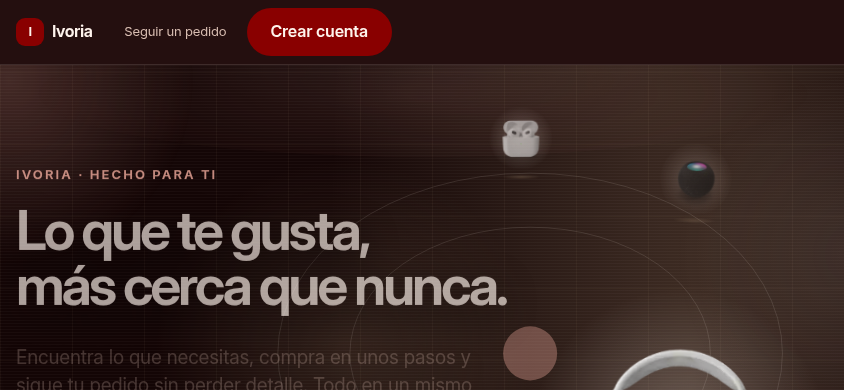 I Ivoria Seguir un pedido Crear cuenta
IVORIA · HECHO PARA TI
Lo que te gusta,
más cerca que nunca.
Encuentra lo que necesitas, compra en unos pasos y
sigue tu pedido sin perder detalle. Todo en un mismo